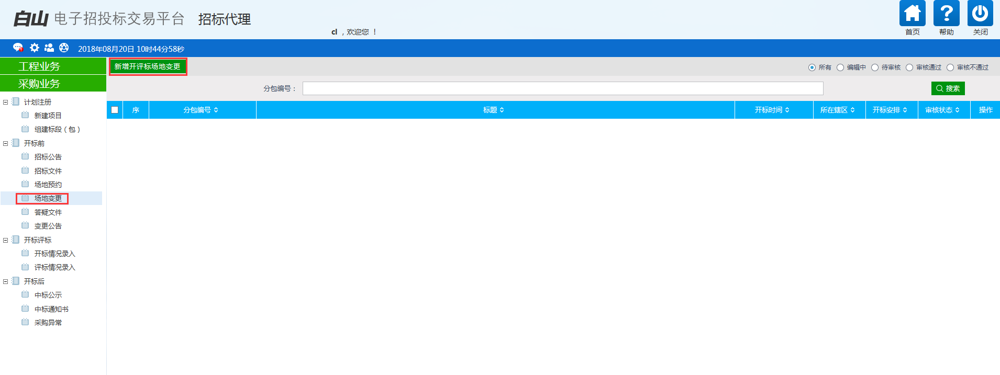 白山 电子招投标交易平台 招标代理
cl ，欢迎您 ！
首页 帮助 关闭
2018年08月20日 10时44分58秒
工程业务
采购业务
计划注册
新建项目
组建标段（包）
开标前
招标公告
招标文件
场地预约
场地变更
答疑文件
变更公告
开标评标
开标情况录入
评标情况录入
开标后
中标公示
中标通知书
采购异常
新增开评标场地变更
所有 编辑中 待审核 审核通过 审核不通过
分包编号：
搜索
序 分包编号 标题 开标时间 所在辖区 开标安排 审核状态 操作